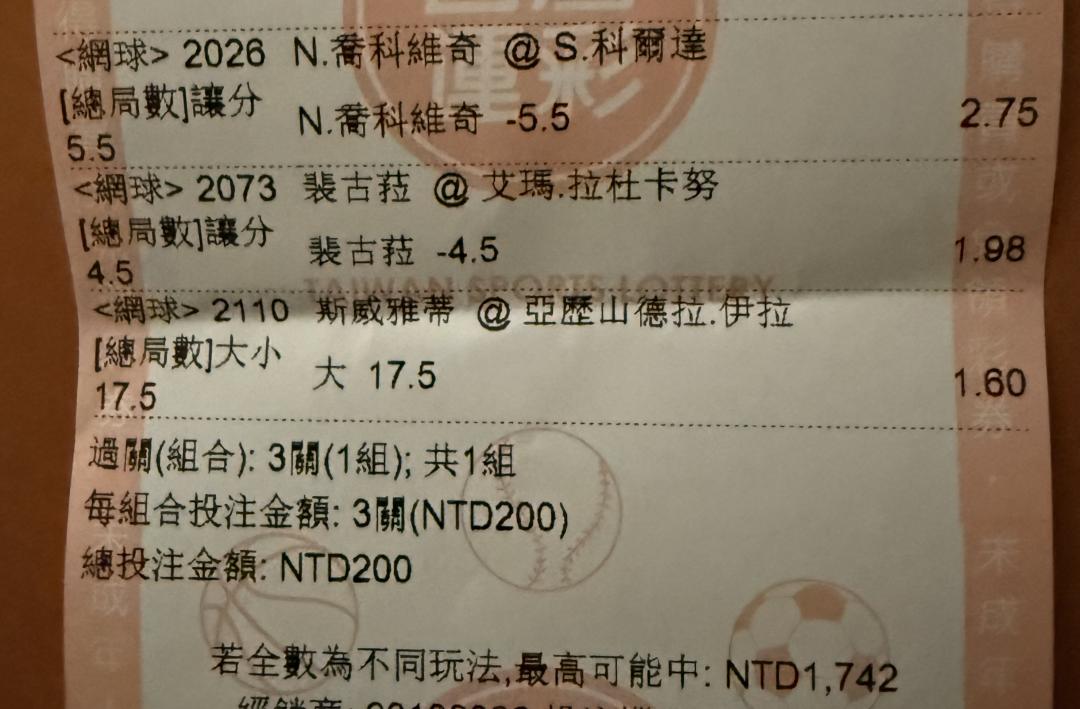 <網球> 2026 N.喬科維奇 @ S.科爾達
[總局數]讓分 5.5 N.喬科維奇 -5.5 2.75
<網球> 2073 裴古菈 @ 艾瑪.拉杜卡努
[總局數]讓分 4.5 裴古菈 -4.5 1.98
TAIWAN SPORTS LOTTERY
<網球> 2110 斯威雅蒂 @ 亞歷山德拉.伊拉
[總局數]大小 17.5 大 17.5 1.60
過關(組合): 3關(1組); 共1組
每組合投注金額: 3關(NTD200)
總投注金額: NTD200
若全數為不同玩法,最高可能中: NTD1,742